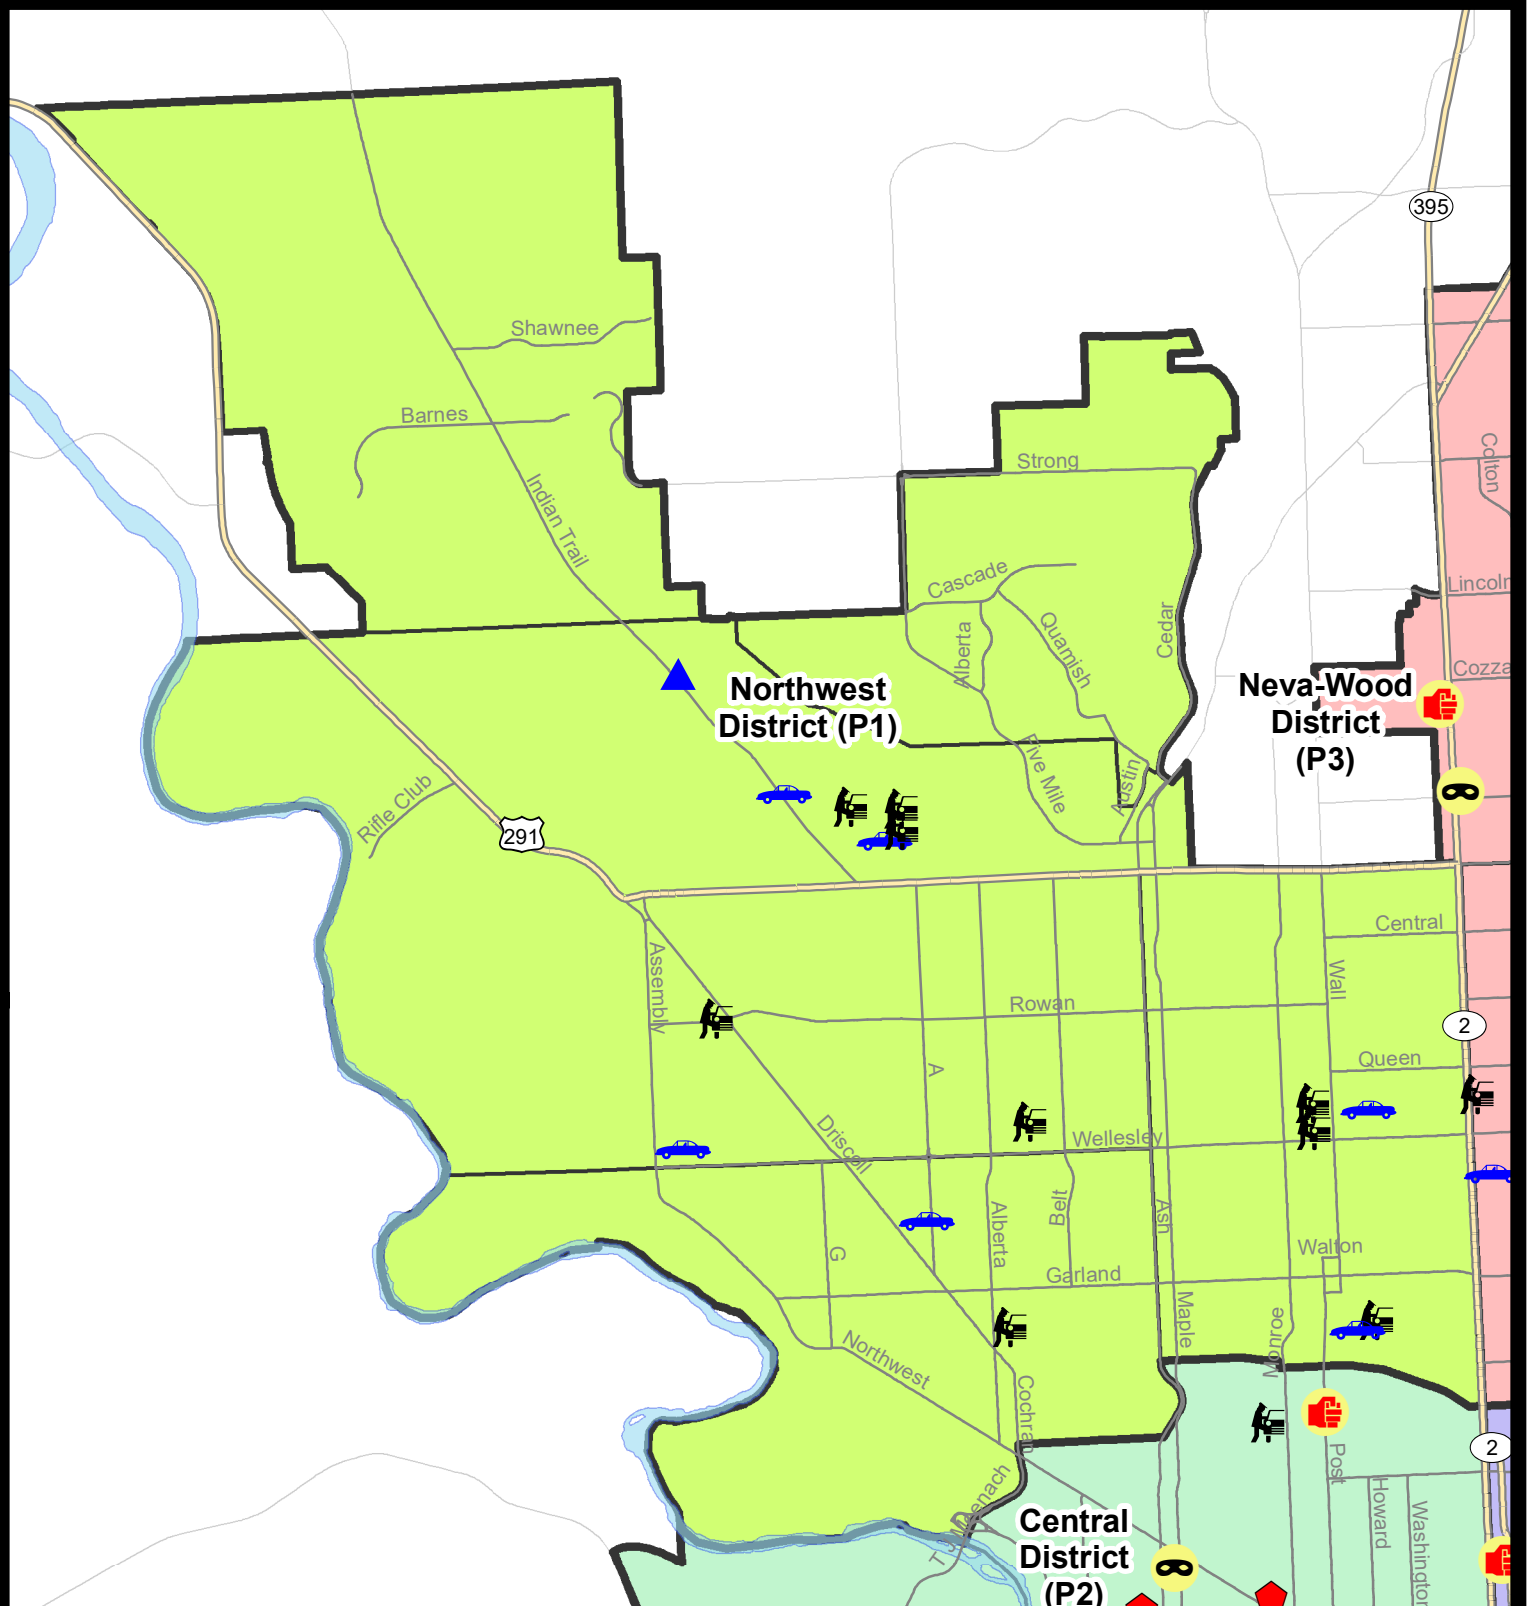 395
Shawnee
Barnes
Colton
Strong
Indian Trail
Cascade
Lincoln
Alberta
Quamish
Cedar
Cozza
Northwest
District (P1)
Neva-Wood
District
(P3)
Five Mile
Austin
Rifle Club
291
Central
Assembly
Wall
Rowan
2
Queen
A
Driscoll
Wellesley
Alberta
Belt
Ash
G
Walton
Garland
Maple
Monroe
Northwest
Cochran
Post
2
Howard
Washington
Central
District
(P2)